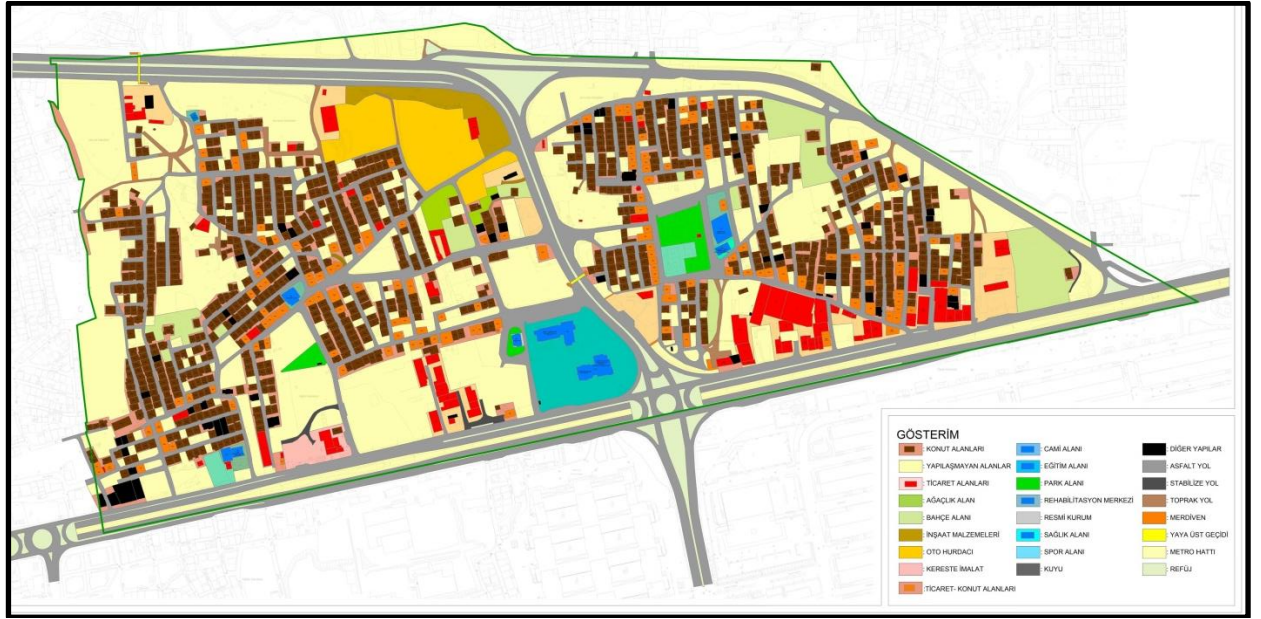 GÖSTERİM
: KONUT ALANLARI
: YAPILAŞMAYAN ALANLAR
: TİCARET ALANLARI
: AĞAÇLIK ALAN
: BAHÇE ALANI
: İNŞAAT MALZEMELERİ
: OTO HURDACI
: KERESTE İMALAT
:TİCARET- KONUT ALANLARI
: CAMİ ALANI
: EĞİTİM ALANI
: PARK ALANI
: REHABİLİTASYON MERKEZİ
: RESMİ KURUM
: SAĞLIK ALANI
: SPOR ALANI
: KUYU
: DİĞER YAPILAR
: ASFALT YOL
: STABİLİZE YOL
: TOPRAK YOL
: MERDİVEN
: YAYA ÜST GEÇİDİ
: METRO HATTI
: REFÜJ